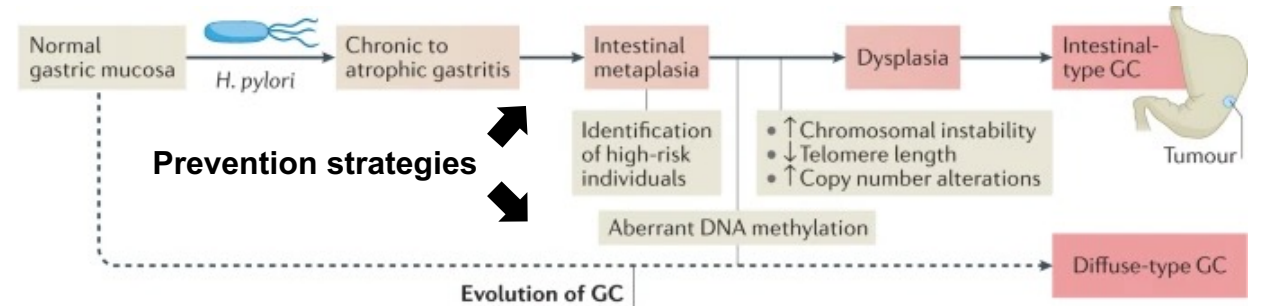 Normal
gastric mucosa
H. pylori
Chronic to
atrophic gastritis
Intestinal
metaplasia
Dysplasia
Intestinal-
type GC
Tumour
Identification
of high-risk
individuals
• ↑ Chromosomal instability
• ↓ Telomere length
• ↑ Copy number alterations
Prevention strategies
Aberrant DNA methylation
Diffuse-type GC
Evolution of GC